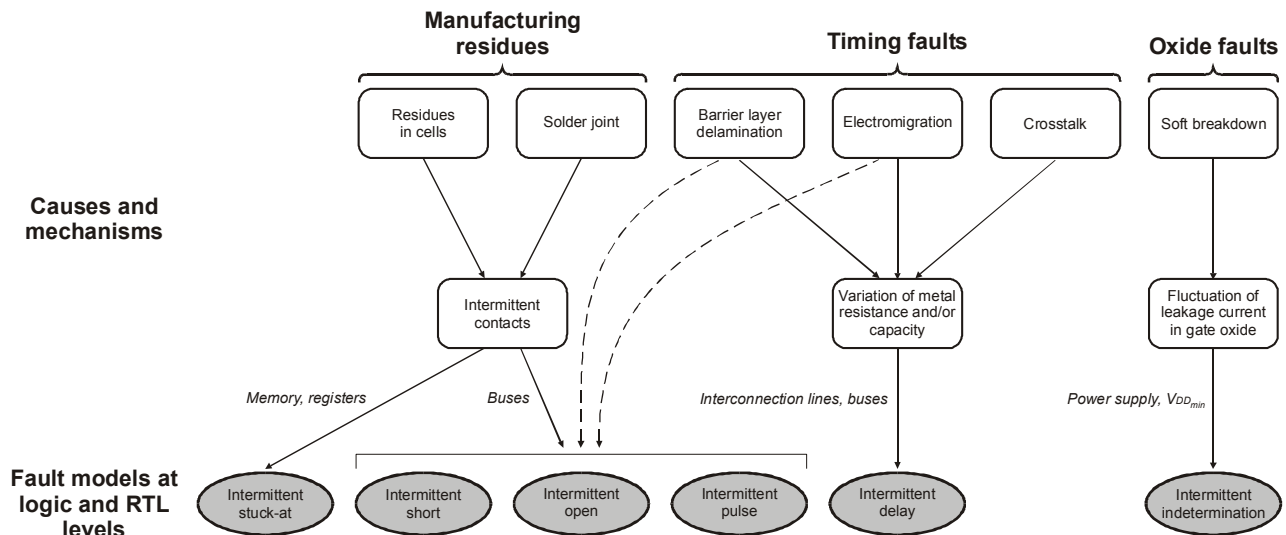 Manufacturing
residues
Timing faults
Oxide faults
Residues
in cells
Solder joint
Barrier layer
delamination
Electromigration
Crosstalk
Soft breakdown
Causes and
mechanisms
Intermittent
contacts
Variation of metal
resistance and/or
capacity
Fluctuation of
leakage current
in gate oxide
Memory, registers
Buses
Interconnection lines, buses
Power supply, VDDmin
Fault models at
logic and RTL
levels
Intermittent
stuck-at
Intermittent
short
Intermittent
open
Intermittent
pulse
Intermittent
delay
Intermittent
indetermination